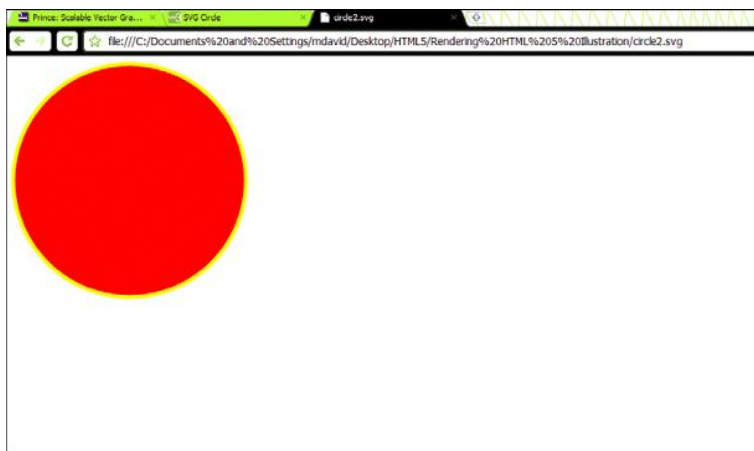 Prince: Scalable Vector Gra... SVG Circle circle2.svg
file:///C:/Documents%20and%20Settings/mdavid/Desktop/HTML5/Rendering%20HTML%205%20Illustration/circle2.svg